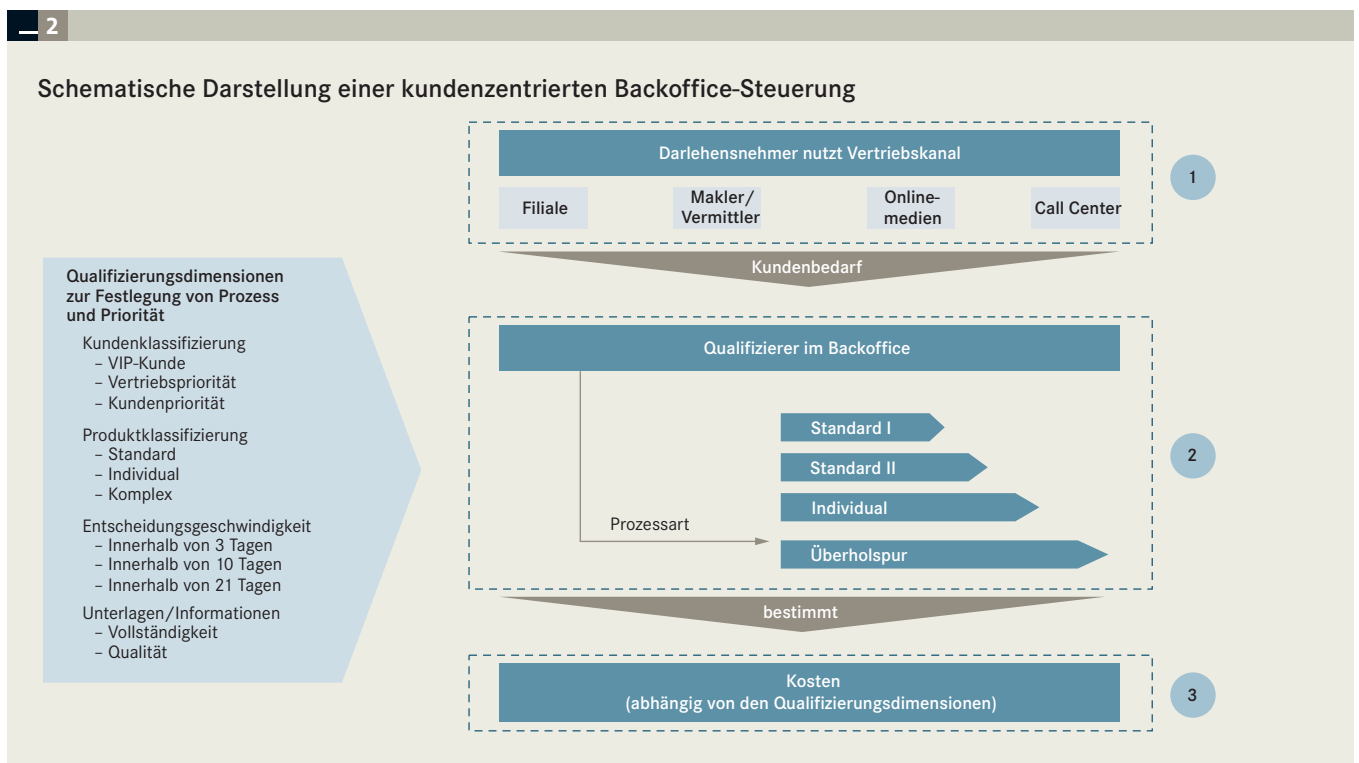 2
Schematische Darstellung einer kundenzentrierten Backoffice-Steuerung
Darlehensnehmer nutzt Vertriebskanal
1
Filiale
Makler/
Vermittler
Online-
medien
Call Center
Kundenbedarf
Qualifizierungsdimensionen
zur Festlegung von Prozess
und Priorität
Kundenklassifizierung
– VIP-Kunde
– Vertriebspriorität
– Kundenpriorität
Produktklassifizierung
– Standard
– Individual
– Komplex
Entscheidungsgeschwindigkeit
– Innerhalb von 3 Tagen
– Innerhalb von 10 Tagen
– Innerhalb von 21 Tagen
Unterlagen/Informationen
– Vollständigkeit
– Qualität
Qualifizierer im Backoffice
Standard I
Standard II
Individual
Prozessart
Überholspur
2
bestimmt
Kosten
(abhängig von den Qualifizierungsdimensionen)
3